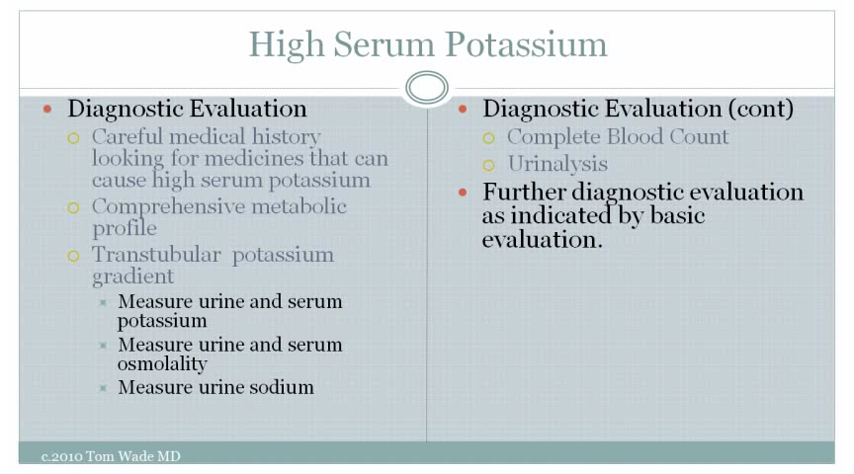 High Serum Potassium
Diagnostic Evaluation
Careful medical history
looking for medicines that can
cause high serum potassium
Comprehensive metabolic
profile
Transtubular potassium
gradient
Measure urine and serum
potassium
Measure urine and serum
osmolality
Measure urine sodium
Diagnostic Evaluation (cont)
Complete Blood Count
Urinalysis
Further diagnostic evaluation
as indicated by basic
evaluation.
c.2010 Tom Wade MD